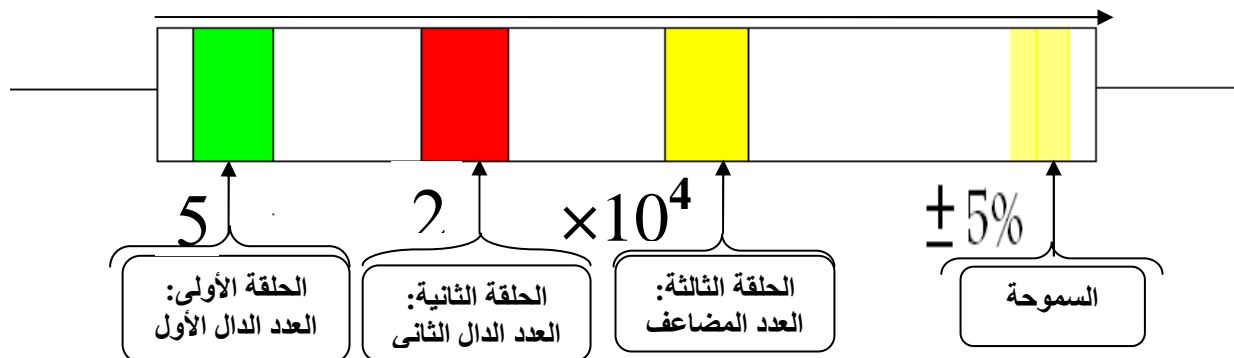 5 2 ×10⁴ ± 5%
الحلقة الأولى:
العدد الدال الأول
الحلقة الثانية:
العدد الدال الثاني
الحلقة الثالثة:
العدد المضاعف
السموحة